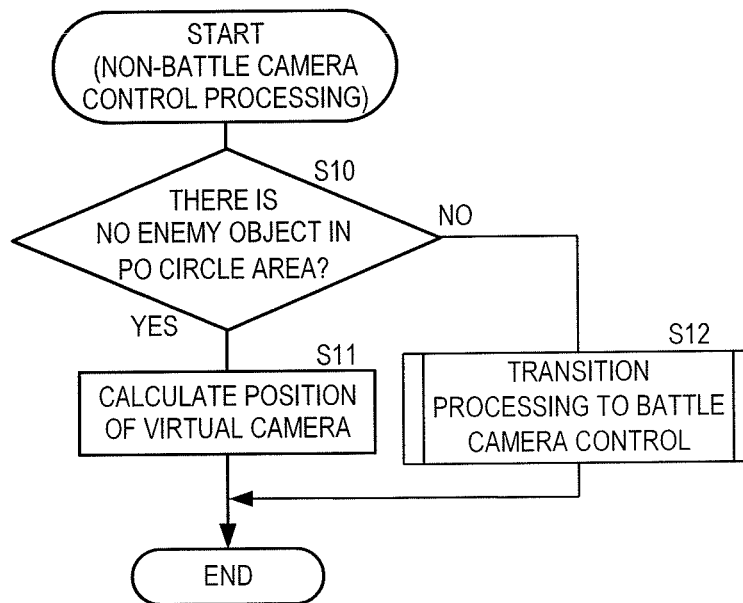 START
(NON-BATTLE CAMERA
CONTROL PROCESSING)
S10
THERE IS
NO ENEMY OBJECT IN
PO CIRCLE AREA?
NO
YES
S11
CALCULATE POSITION
OF VIRTUAL CAMERA
S12
TRANSITION
PROCESSING TO BATTLE
CAMERA CONTROL
END